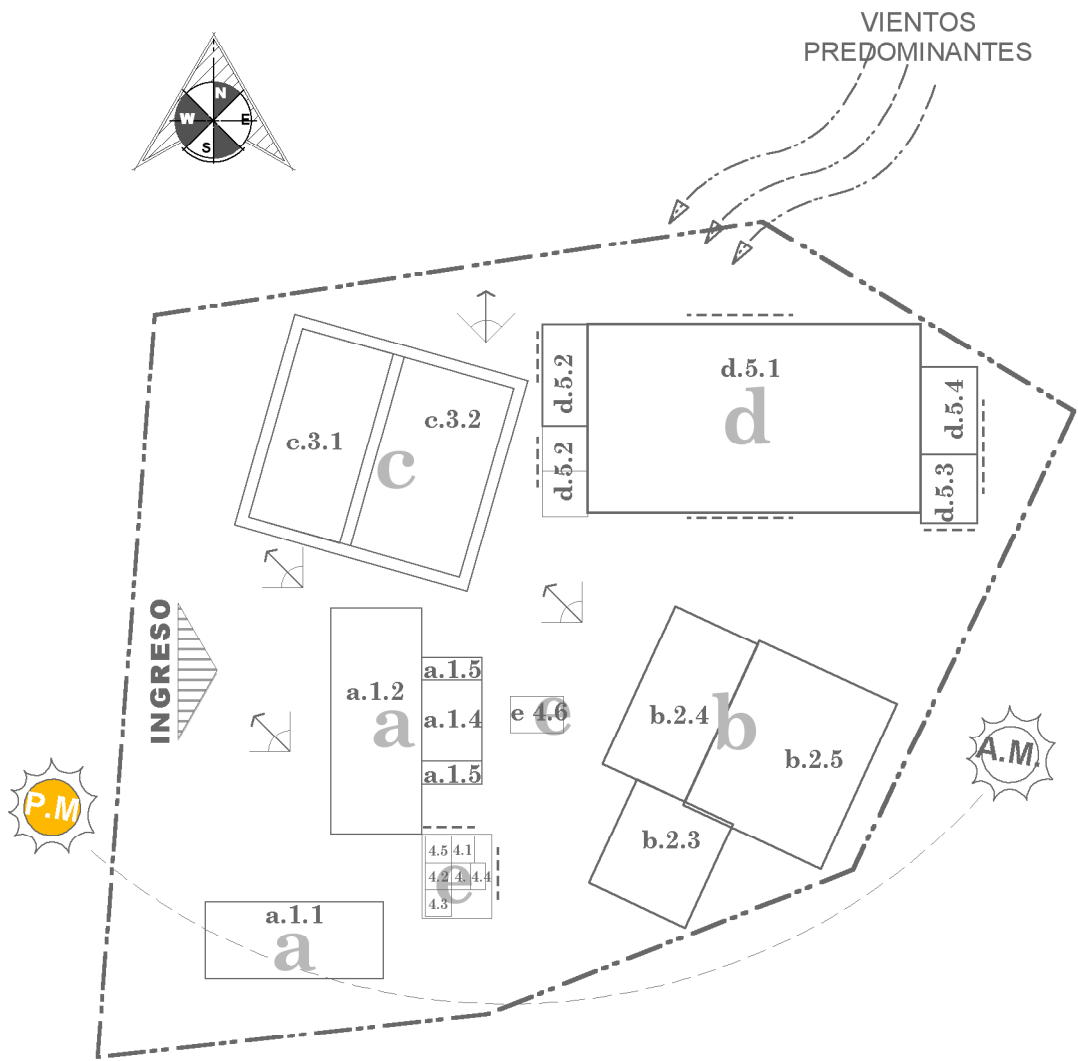 VIENTOS
PREDOMINANTES
N
W E
S
d.5.2
d.5.1
d
d.5.4
c.3.1
c.3.2
c
d.5.2
d.5.3
INGRESO
a.1.2
a
a.1.5
a.1.4
a.1.5
e 4.6
e
b.2.4
b
b.2.5
b.2.3
A.M.
P.M
4.5 4.1
4.2 4. 4.4
4.3
e
a.1.1
a